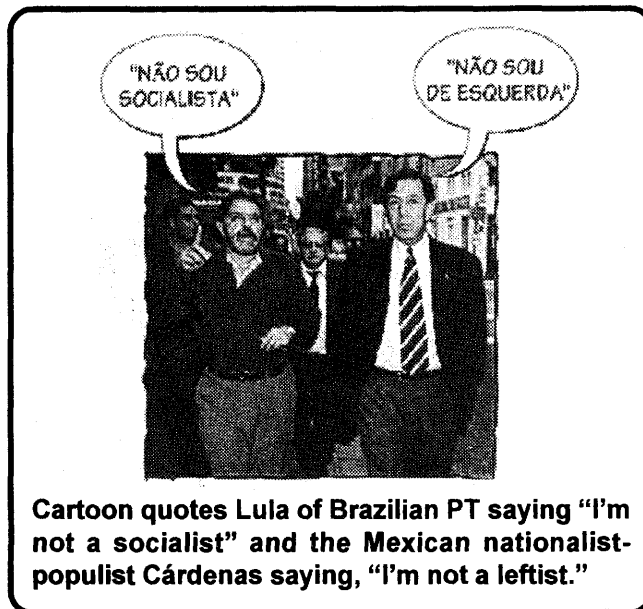 "NÃO SOU
SOCIALISTA"
"NÃO SOU
DE ESQUERDA"
Cartoon quotes Lula of Brazilian PT saying “I’m
not a socialist” and the Mexican nationalist-
populist Cárdenas saying, “I’m not a leftist.”